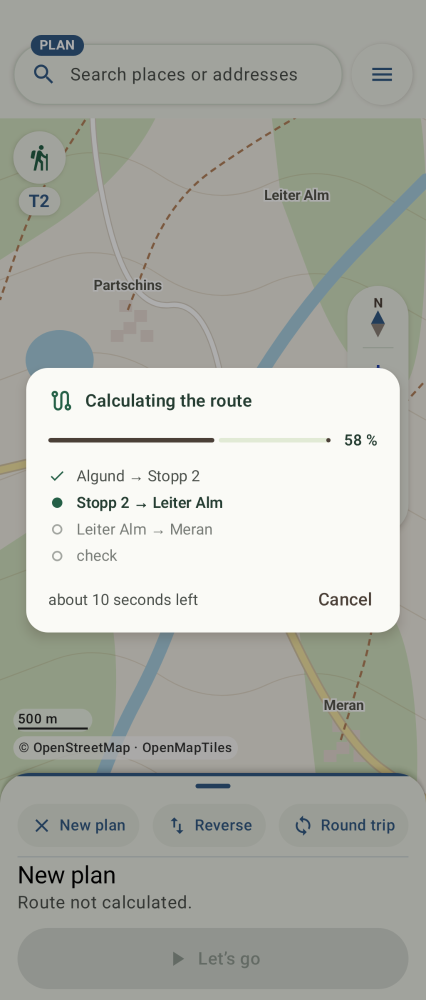 PLAN
Search places or addresses
T2
Leiter Alm
Partschins
N
Calculating the route
58 %
Algund → Stopp 2
Stopp 2 → Leiter Alm
Leiter Alm → Meran
check
about 10 seconds left
Cancel
Meran
500 m
© OpenStreetMap · OpenMapTiles
New plan
Reverse
Round trip
New plan
Route not calculated.
Let's go